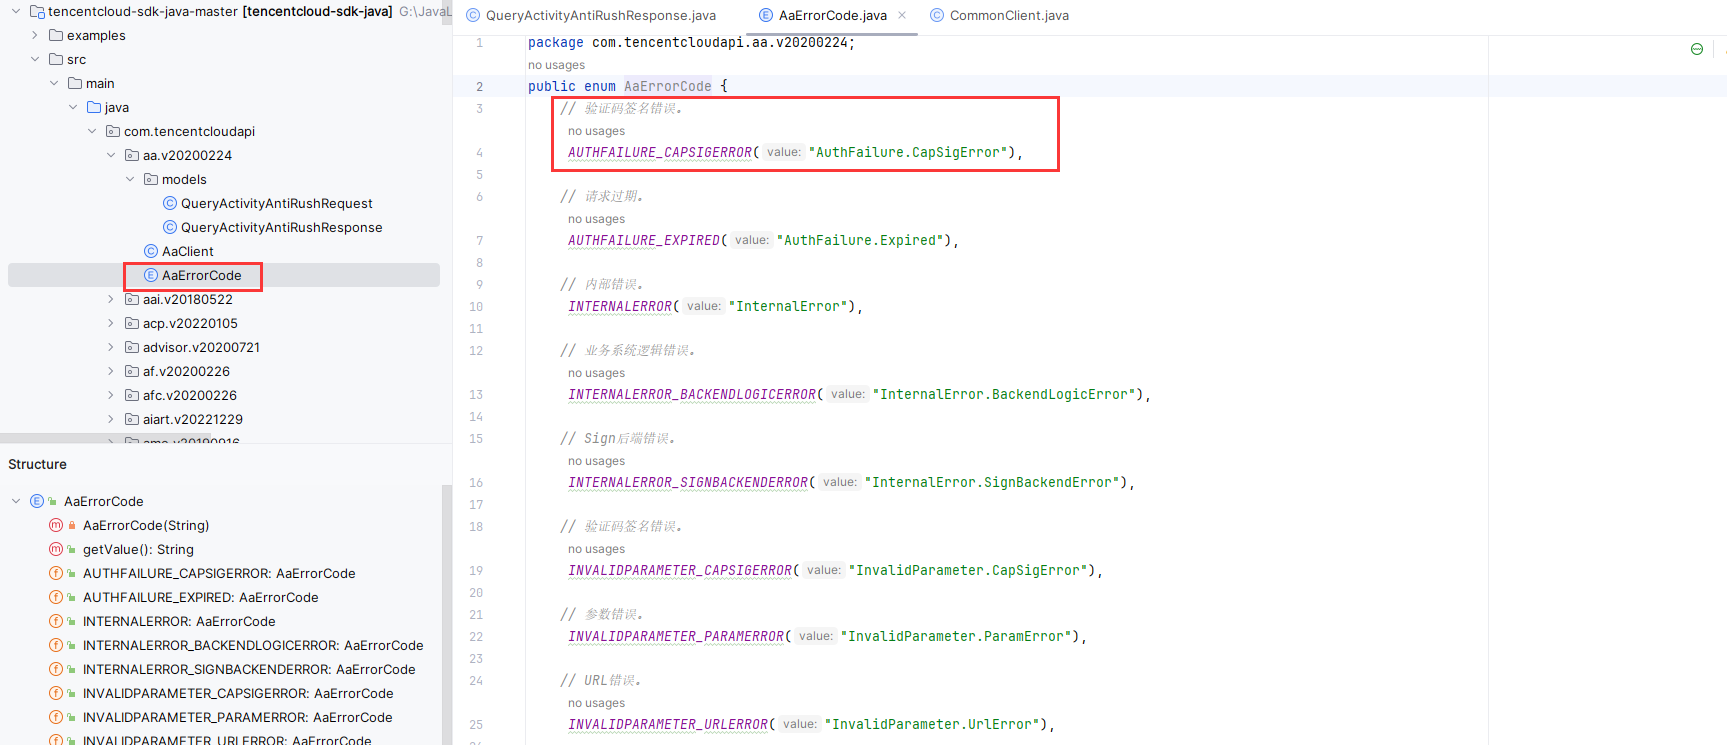 tencentcloud-sdk-java-master [tencentcloud-sdk-java] G:\JavaL
examples
src
main
java
com.tencentcloudapi
aa.v20200224
models
QueryActivityAntiRushRequest
QueryActivityAntiRushResponse
AaClient
AaErrorCode
aai.v20180522
acp.v20220105
advisor.v20200721
af.v20200226
afc.v20200226
aiart.v20221229
ame.v20190916
Structure
AaErrorCode
AaErrorCode(String)
getValue(): String
AUTHFAILURE_CAPSIGERROR: AaErrorCode
AUTHFAILURE_EXPIRED: AaErrorCode
INTERNALERROR: AaErrorCode
INTERNALERROR_BACKENDLOGICERROR: AaErrorCode
INTERNALERROR_SIGNBACKENDERROR: AaErrorCode
INVALIDPARAMETER_CAPSIGERROR: AaErrorCode
INVALIDPARAMETER_PARAMERROR: AaErrorCode
INVALIDPARAMETER_URLERROR: AaErrorCode
QueryActivityAntiRushResponse.java AaErrorCode.java CommonClient.java
1 package com.tencentcloudapi.aa.v20200224;
no usages
2 public enum AaErrorCode {
3 // 验证码签名错误。
no usages
4 AUTHFAILURE_CAPSIGERROR( value: "AuthFailure.CapSigError"),
5
6 // 请求过期。
no usages
7 AUTHFAILURE_EXPIRED( value: "AuthFailure.Expired"),
8
9 // 内部错误。
10 INTERNALERROR( value: "InternalError"),
11
12 // 业务系统逻辑错误。
no usages
13 INTERNALERROR_BACKENDLOGICERROR( value: "InternalError.BackendLogicError"),
14
15 // Sign后端错误。
no usages
16 INTERNALERROR_SIGNBACKENDERROR( value: "InternalError.SignBackendError"),
17
18 // 验证码签名错误。
no usages
19 INVALIDPARAMETER_CAPSIGERROR( value: "InvalidParameter.CapSigError"),
20
21 // 参数错误。
22 INVALIDPARAMETER_PARAMERROR( value: "InvalidParameter.ParamError"),
23
24 // URL错误。
no usages
25 INVALIDPARAMETER_URLERROR( value: "InvalidParameter.UrlError"),